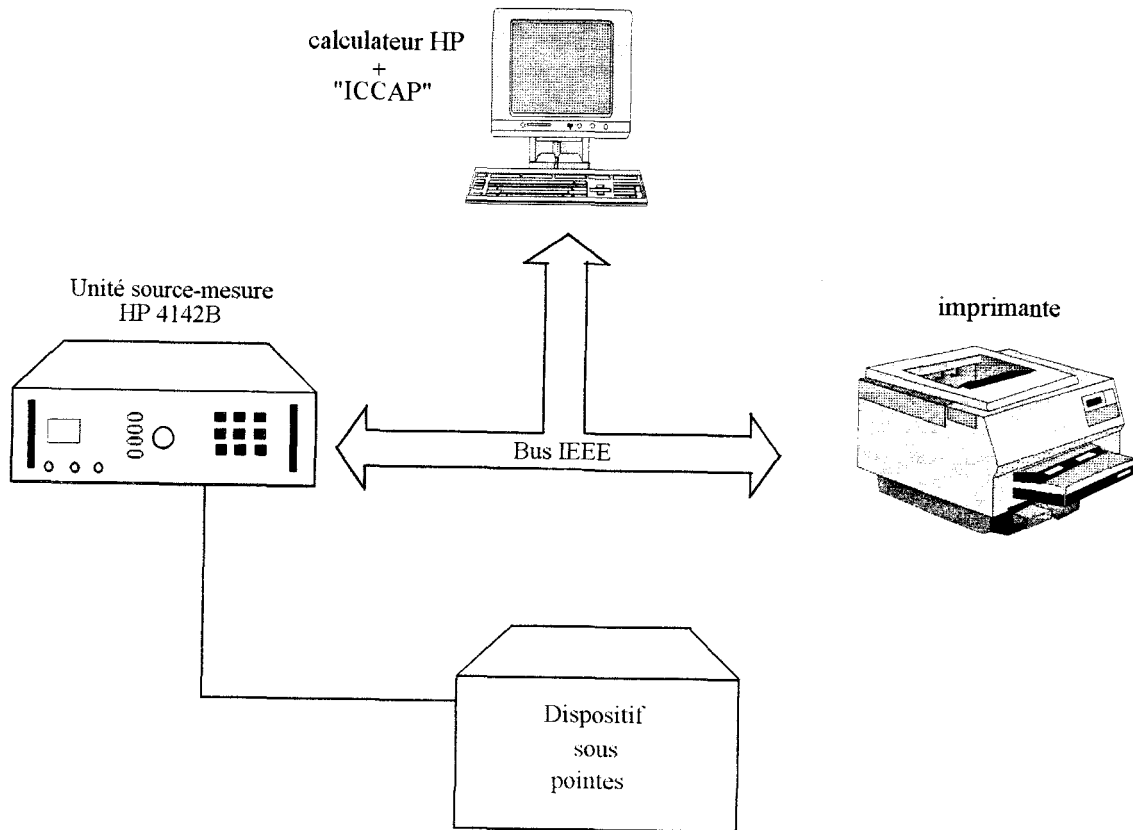 calculateur HP
+
"ICCAP"
Unité source-mesure
HP 4142B
imprimante
Bus IEEE
Dispositif
sous
pointes